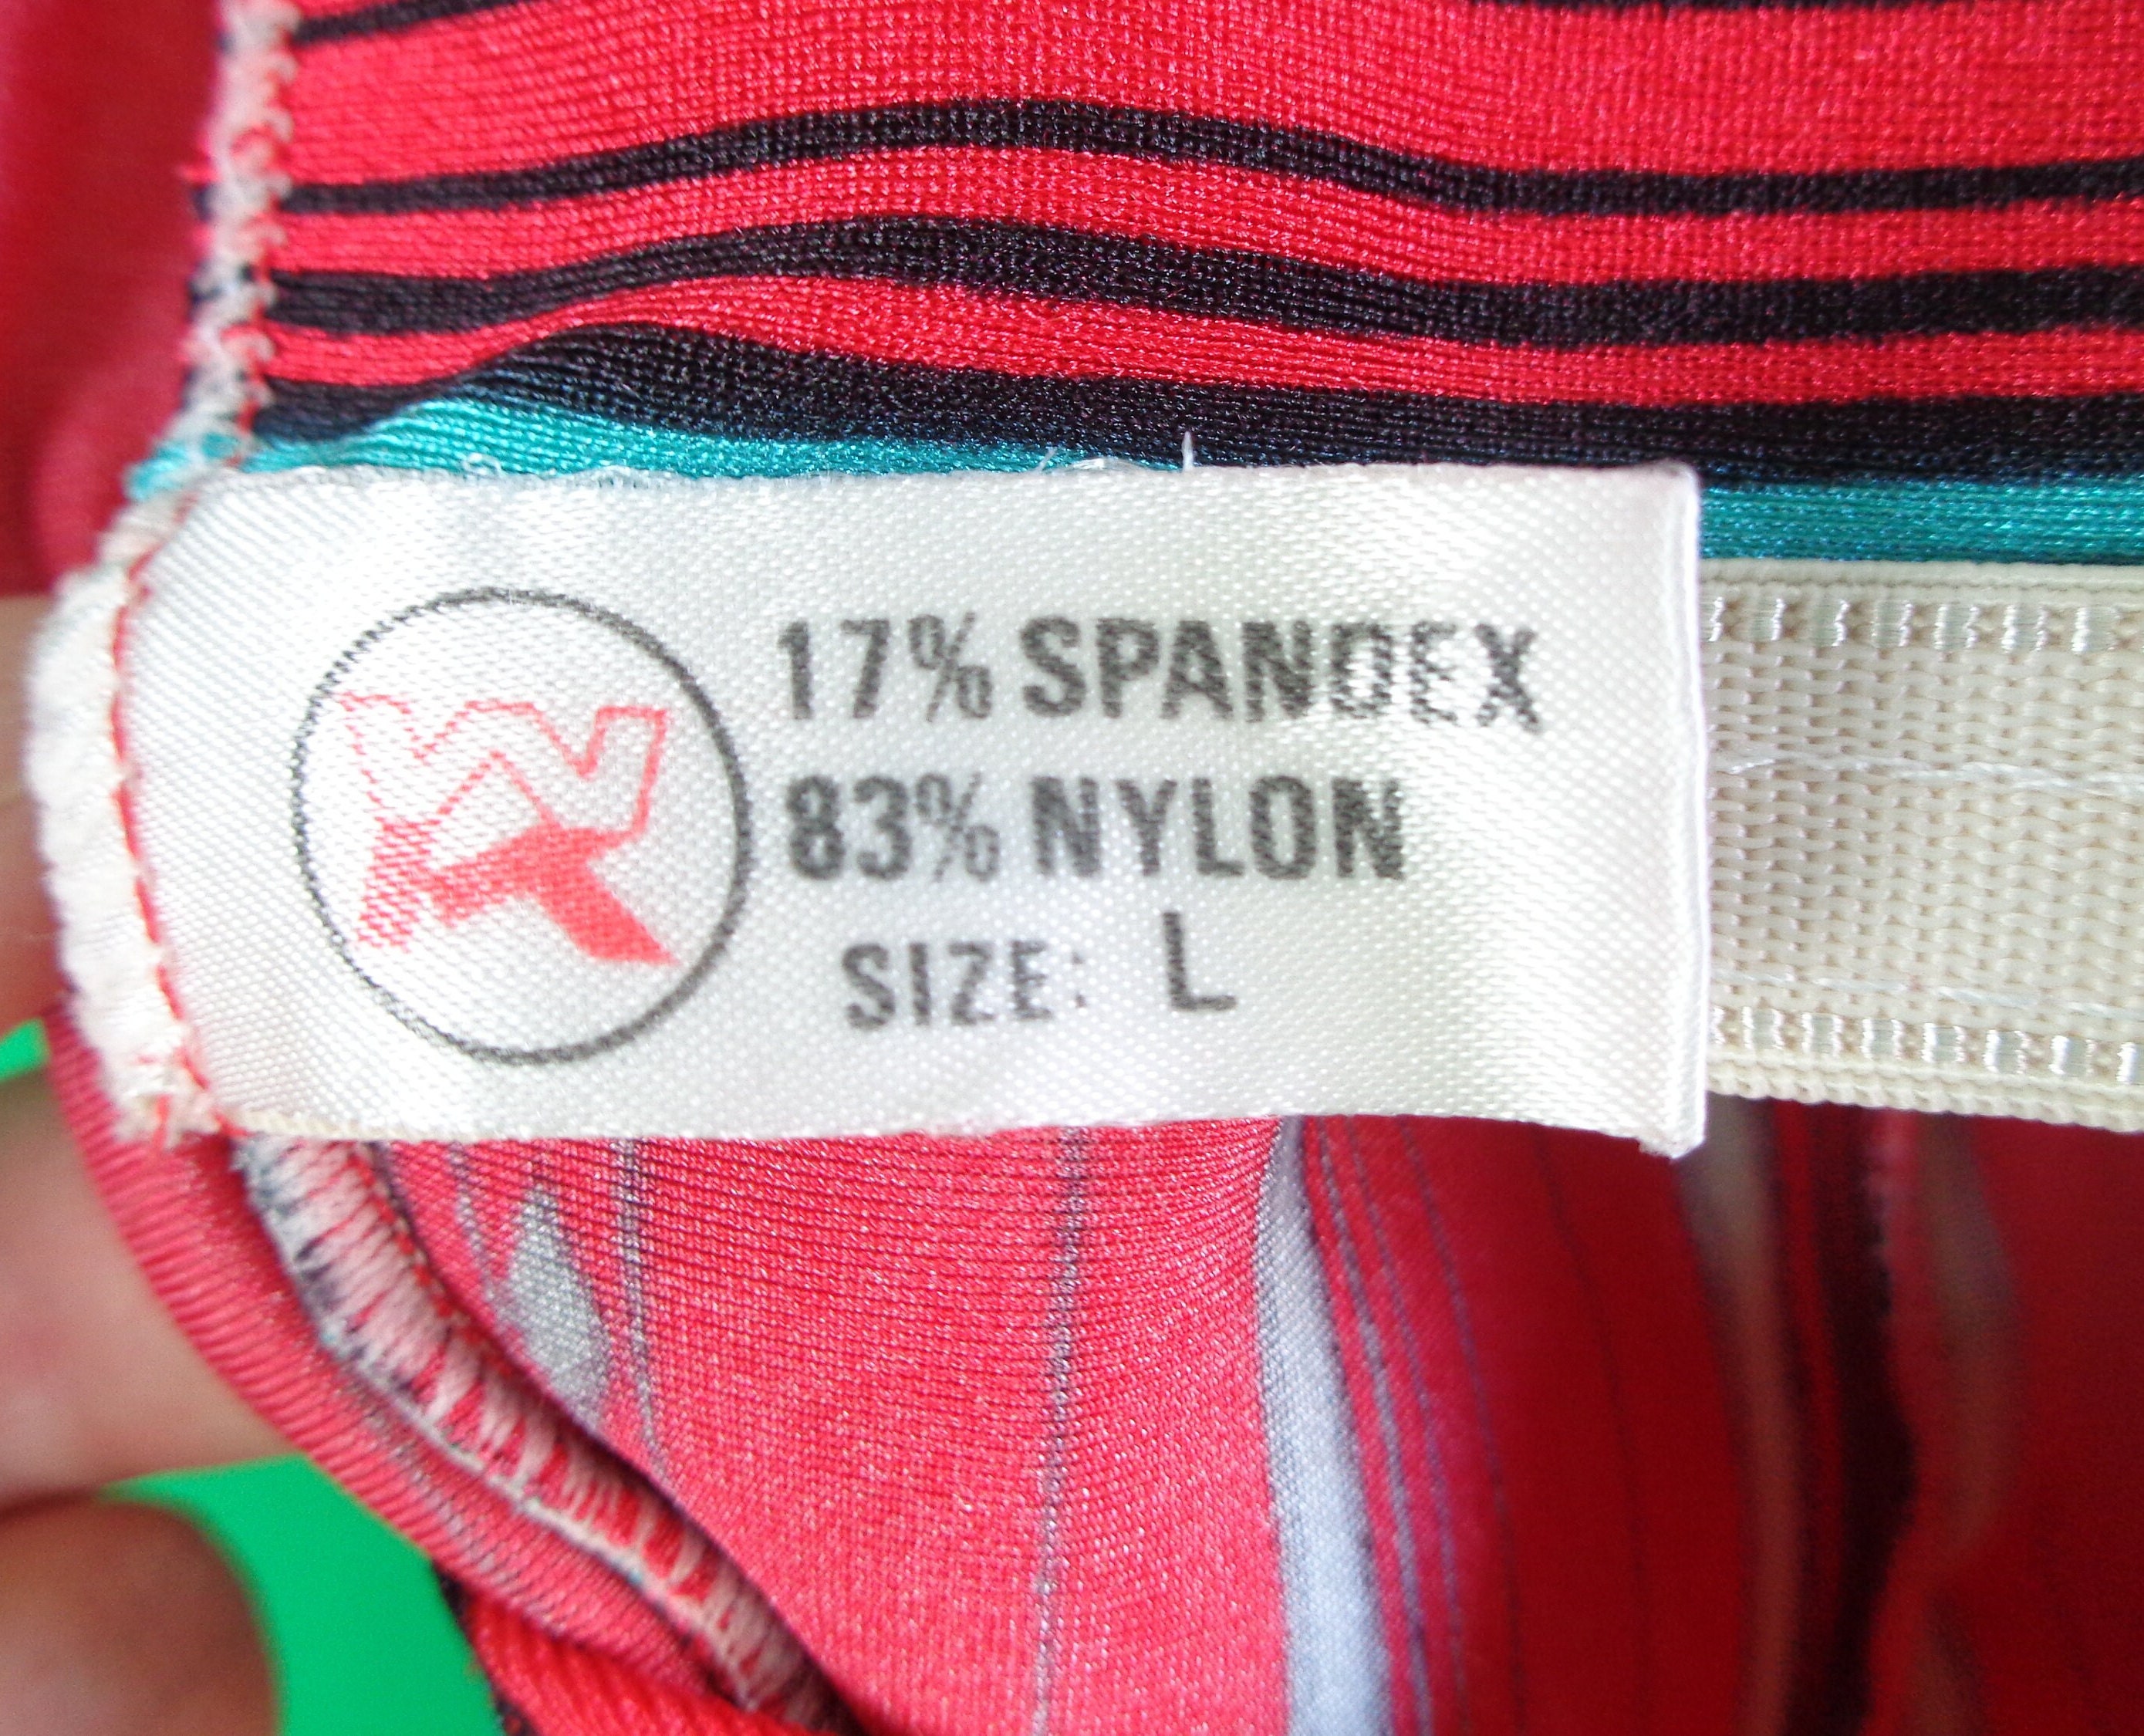 17% SPANDEX
83% NYLON
SIZE: L